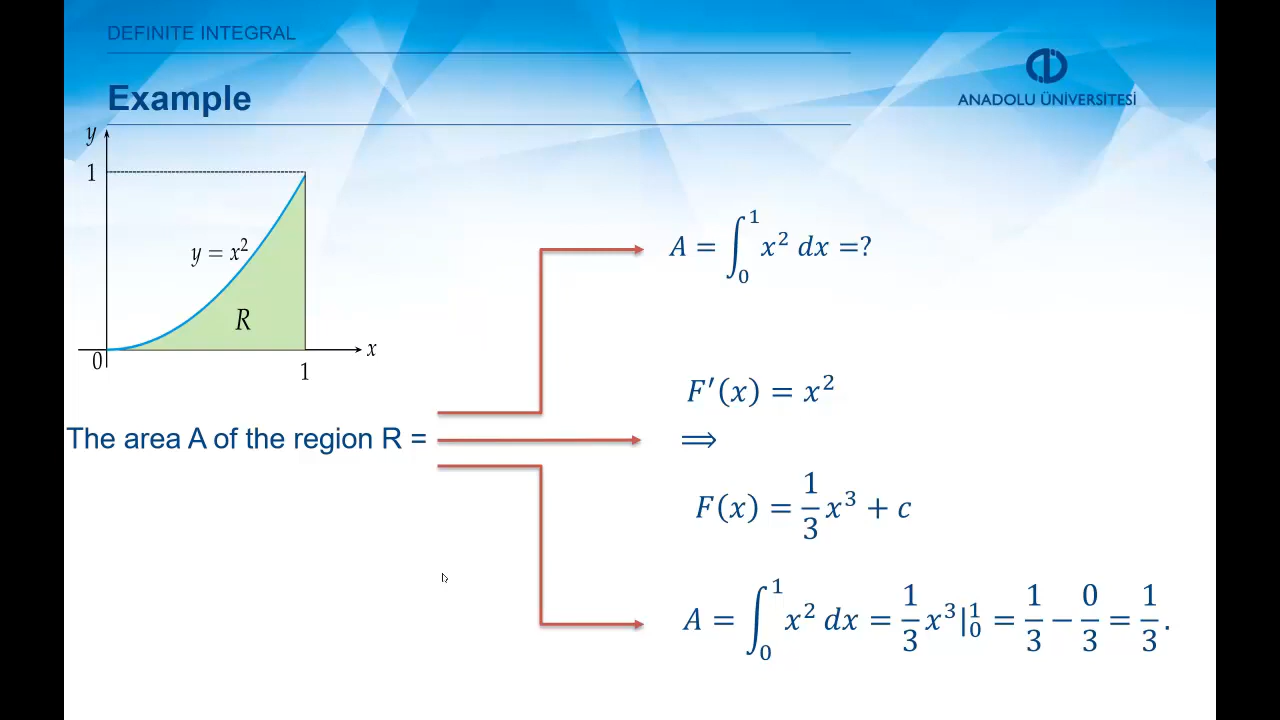 DEFINITE INTEGRAL
Example
ANADOLU ÜNİVERSİTESİ
y
1
y = x²
R
0
1
x
A = ∫₀¹ x² dx =?
The area A of the region R =
F′(x) = x²
⟹
F(x) = 1/3 x³ + c
A = ∫₀¹ x² dx = 1/3 x³|₀¹ = 1/3 − 0/3 = 1/3.